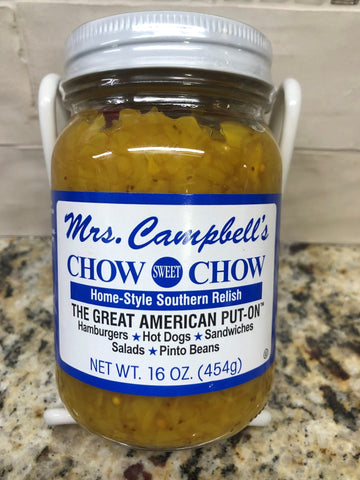 Mrs. Campbell's
CHOW SWEET CHOW
Home-Style Southern Relish
THE GREAT AMERICAN PUT-ON™
Hamburgers ★ Hot Dogs ★ Sandwiches
Salads ★ Pinto Beans
NET WT. 16 OZ. (454g)